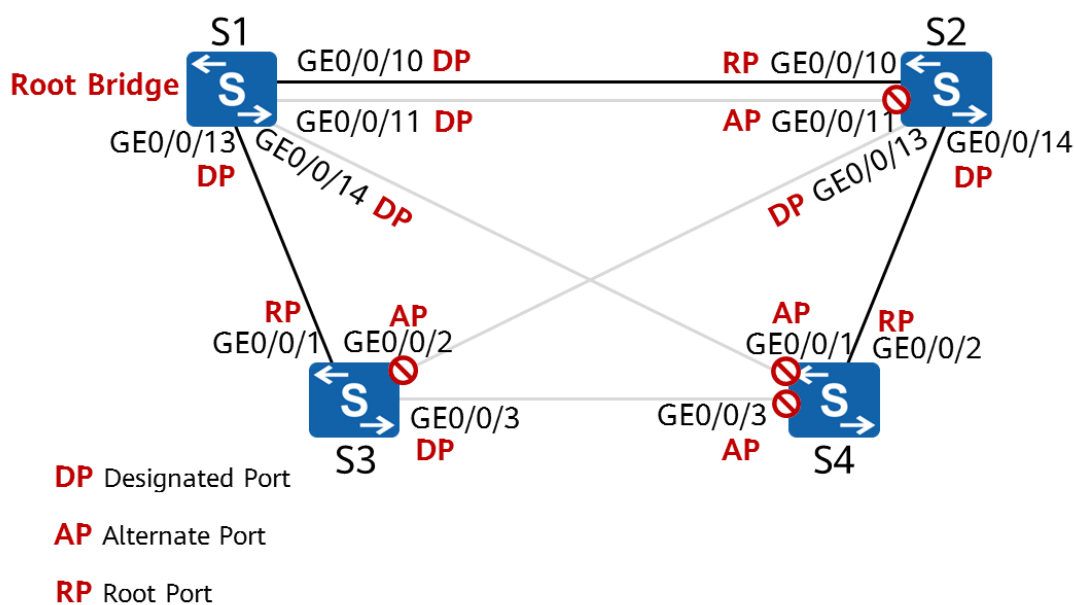 S1
S2
GE0/0/10 DP
RP GE0/0/10
Root Bridge
S
S
GE0/0/11 DP
AP GE0/0/11
GE0/0/13
DP
GE0/0/14 DP
DP GE0/0/13
GE0/0/14
DP
RP
GE0/0/1
AP
GE0/0/2
AP
GE0/0/1
RP
GE0/0/2
S
S
GE0/0/3
DP
GE0/0/3
AP
S3
S4
DP Designated Port
AP Alternate Port
RP Root Port